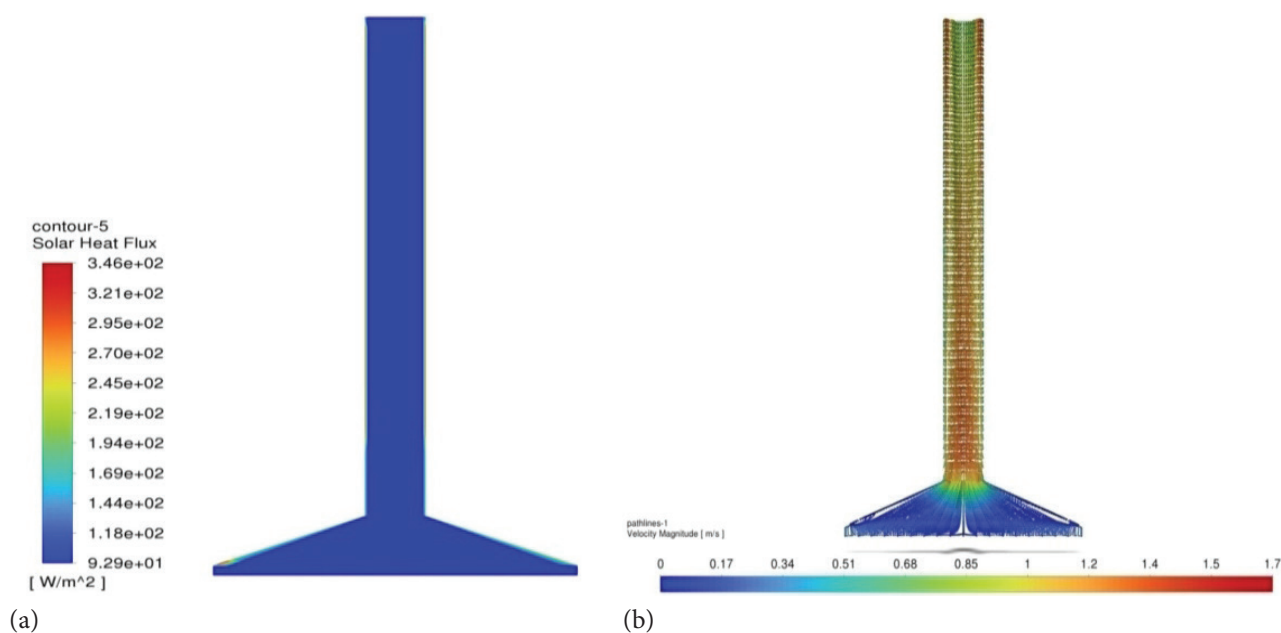 contour-5
Solar Heat Flux
3.46e+02
3.21e+02
2.95e+02
2.70e+02
2.45e+02
2.19e+02
1.94e+02
1.69e+02
1.44e+02
1.18e+02
9.29e+01
[ W/m^2 ]
(a)
pathlines-1
Velocity Magnitude [ m/s ]
0 0.17 0.34 0.51 0.68 0.85 1 1.2 1.4 1.5 1.7
(b)